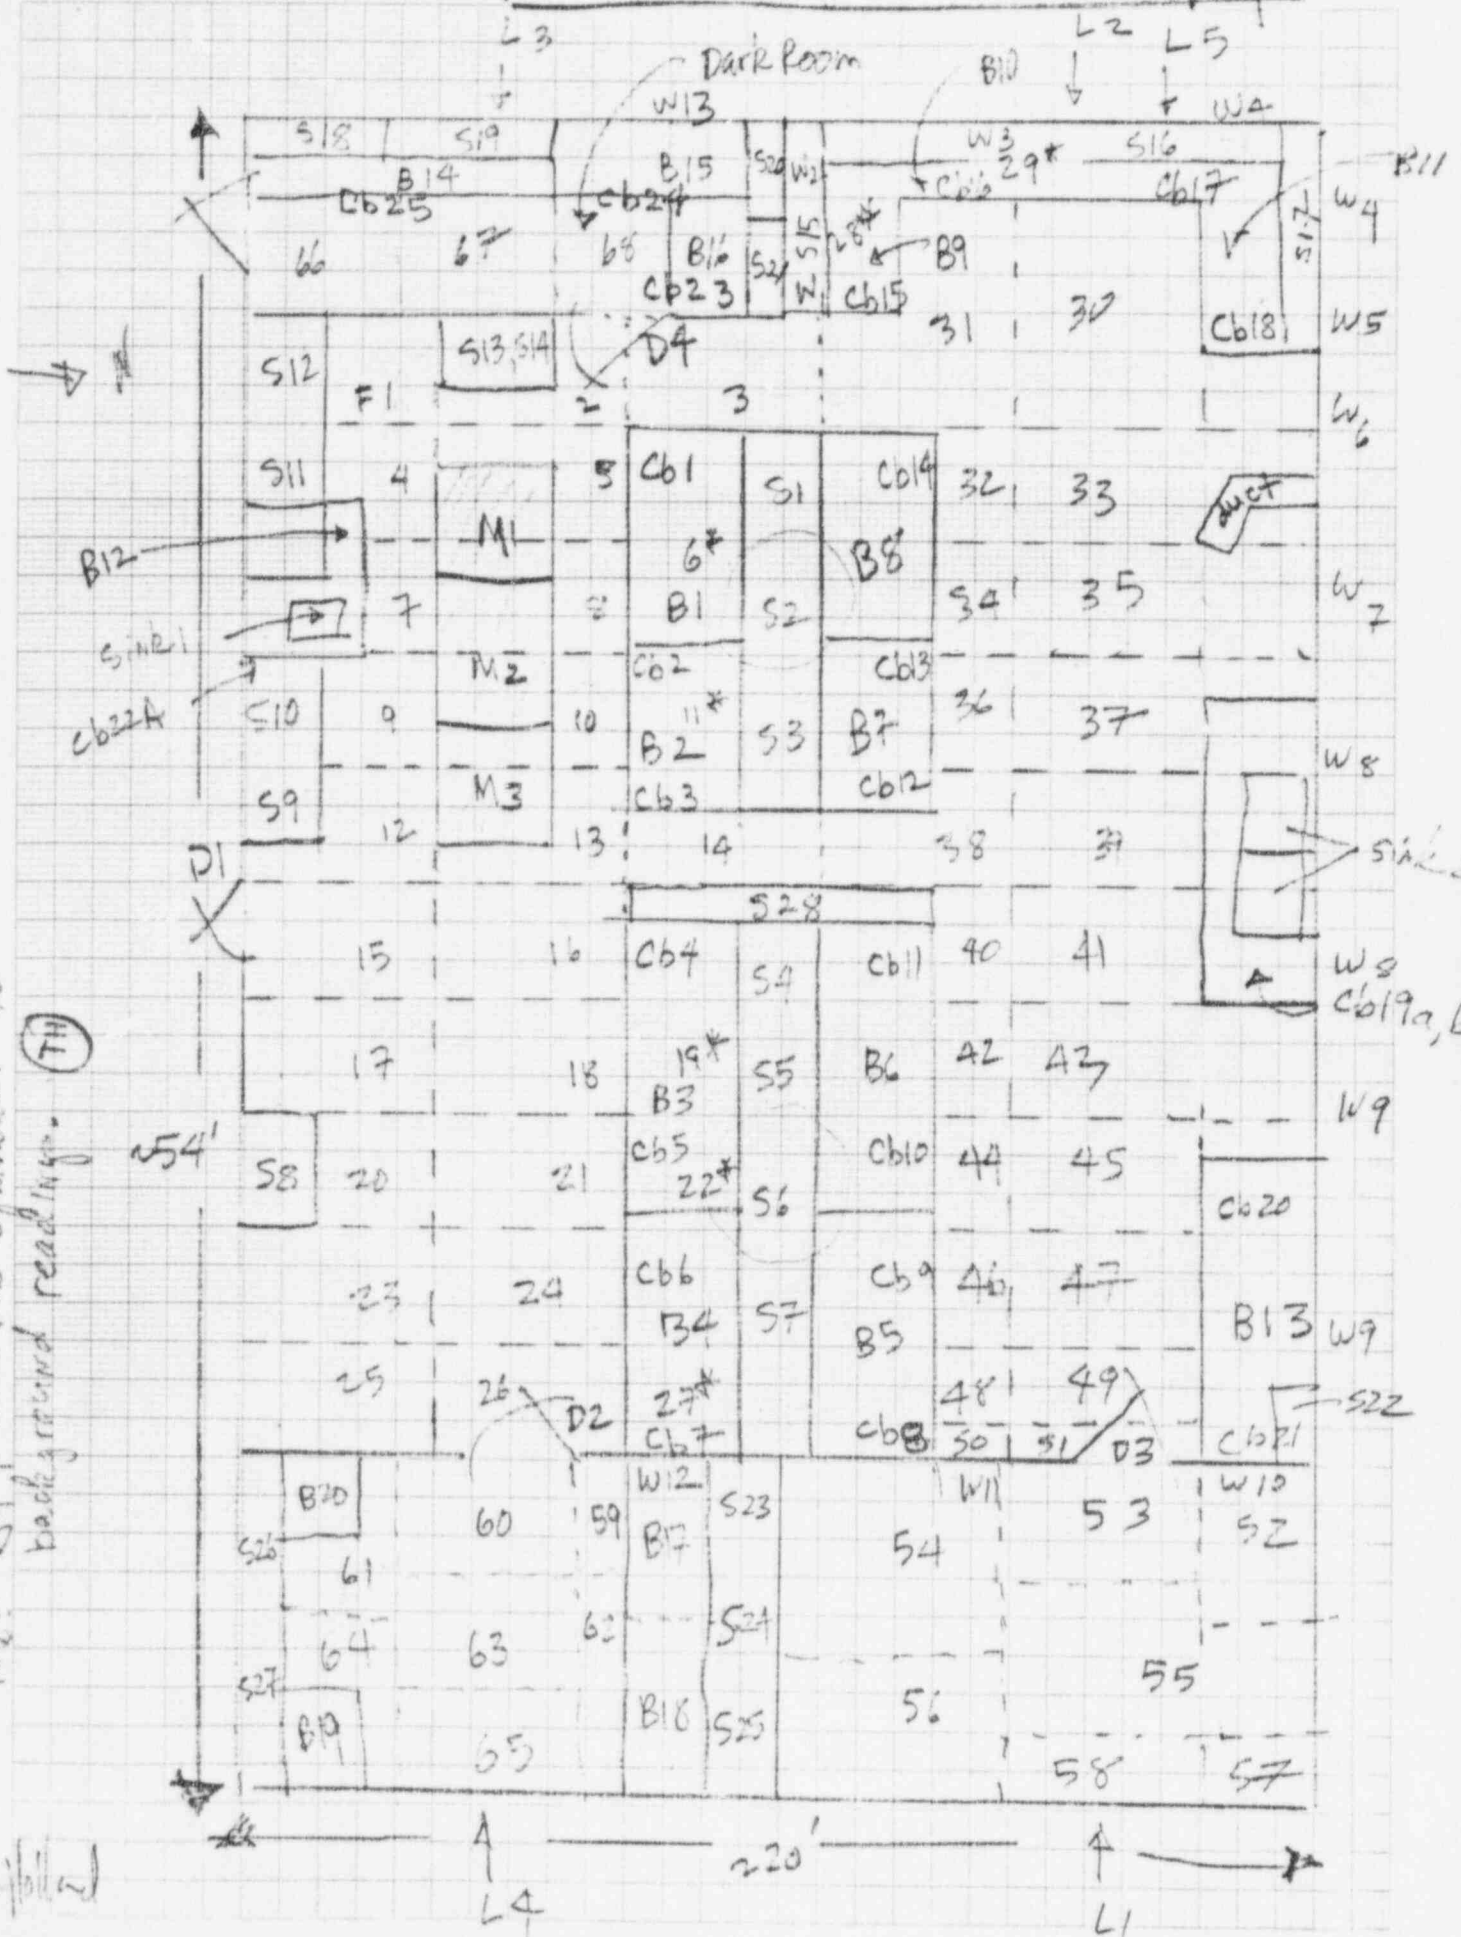 L3 L2 L5
Dark Room B10
W13 W4
S18 S19 B15 S20 W2 W3 29* S16 B11
B14 Cb16 Cb17
Cb25 Cb24 W4
66 67 68 B16 S21 W S15 28* B9 S17
Cb23 Cb15 31 30 Cb18 W5
S13, S14 D4
S12 F1 2 3 W6
N
S11 4 5 Cb1 S1 Cb14 32 33 duct
B12 M1 6* B8
7 8 B1 S2 34 35 W7
Sink 1 M2 Cb2 Cb13
Cb22A S10 9 10 11* B2 S3 B7 36 37
W8
S9 M3 Cb3 Cb12
D1 12 13 14 38 39 Sink
S28
15 16 Cb4 S4 Cb11 40 41 W8
Cb19a,
17 18 19* S5 B6 42 43
B3 W9
~54' S8 20 21 Cb5 22* S6 Cb10 44 45 Cb20
23 24 Cb6 Cb9 46 47
B4 S7 B5 B13 W9
25 26 27* 48 49 S22
D2 Cb7 Cb8 50 51 D3 Cb21
W12 W11 W10
B20 60 59 S23 53 52
S26 61 B17 54
64 63 62 S24
S27 55
B19 65 B18 S25 56
58 57
~20'
L4 L1
background reading. TH